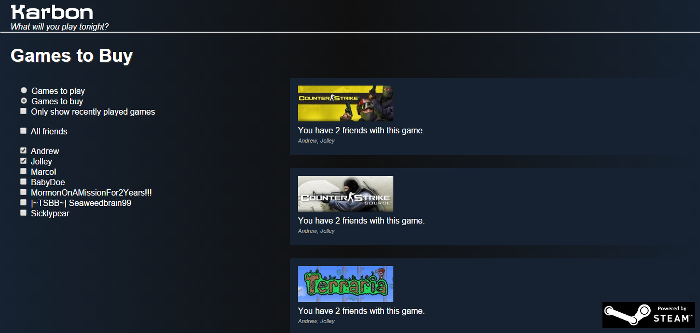 Karbon
What will you play tonight?
Games to Buy
Games to play
Games to buy
Only show recently played games
All friends
Andrew
Jolley
Marcol
BabyDoe
MormonOnAMissionFor2Years!!!
|~TSBB~| Seaweedbrain99
Sicklypear
COUNTER STRIKE
You have 2 friends with this game.
Andrew, Jolley
COUNTER STRIKE
SOURCE
You have 2 friends with this game.
Andrew, Jolley
Terraria
You have 2 friends with this game.
Andrew, Jolley
Powered by
STEAM™